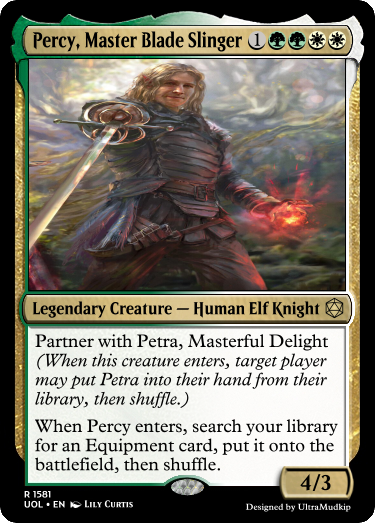 Percy, Master Blade Slinger 1
Legendary Creature — Human Elf Knight
Partner with Petra, Masterful Delight
(When this creature enters, target player
may put Petra into their hand from their
library, then shuffle.)
When Percy enters, search your library
for an Equipment card, put it onto the
battlefield, then shuffle.
4/3
R 1581
UOL • EN LILY CURTIS
Designed by UltraMudkip